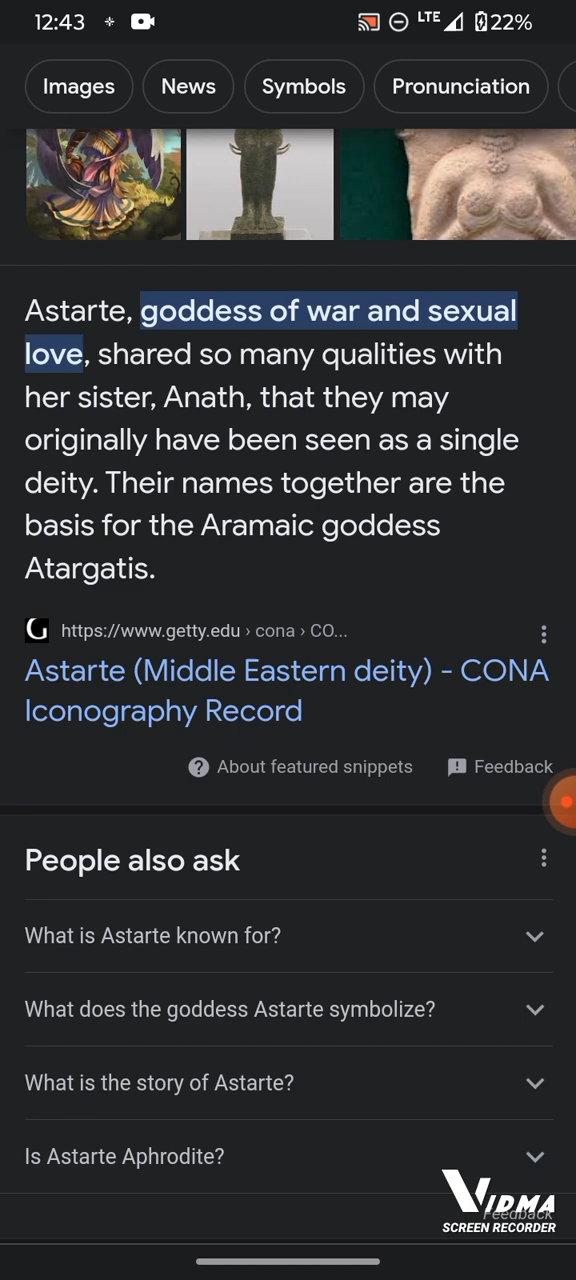 12:43 LTE 22%
Images News Symbols Pronunciation
Astarte, goddess of war and sexual
love, shared so many qualities with
her sister, Anath, that they may
originally have been seen as a single
deity. Their names together are the
basis for the Aramaic goddess
Atargatis.
G https://www.getty.edu › cona › CO...
Astarte (Middle Eastern deity) - CONA
Iconography Record
About featured snippets Feedback
People also ask
What is Astarte known for?
What does the goddess Astarte symbolize?
What is the story of Astarte?
Is Astarte Aphrodite?
VIDMA
Feedback
SCREEN RECORDER